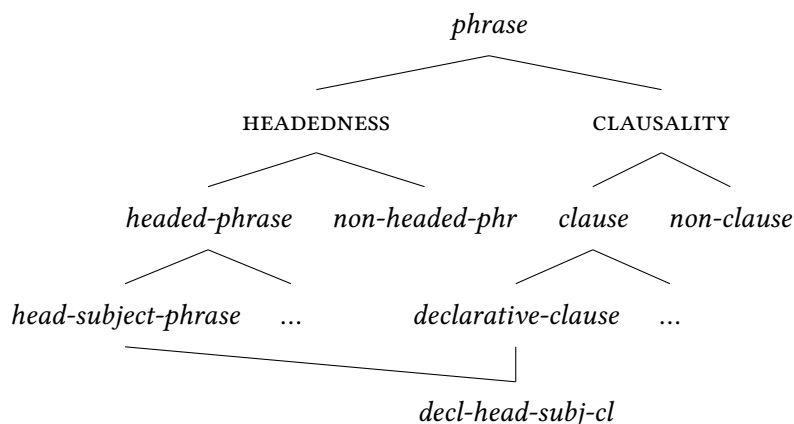 phrase
HEADEDNESS CLAUSALITY
headed-phrase non-headed-phr clause non-clause
head-subject-phrase ... declarative-clause ...
decl-head-subj-cl